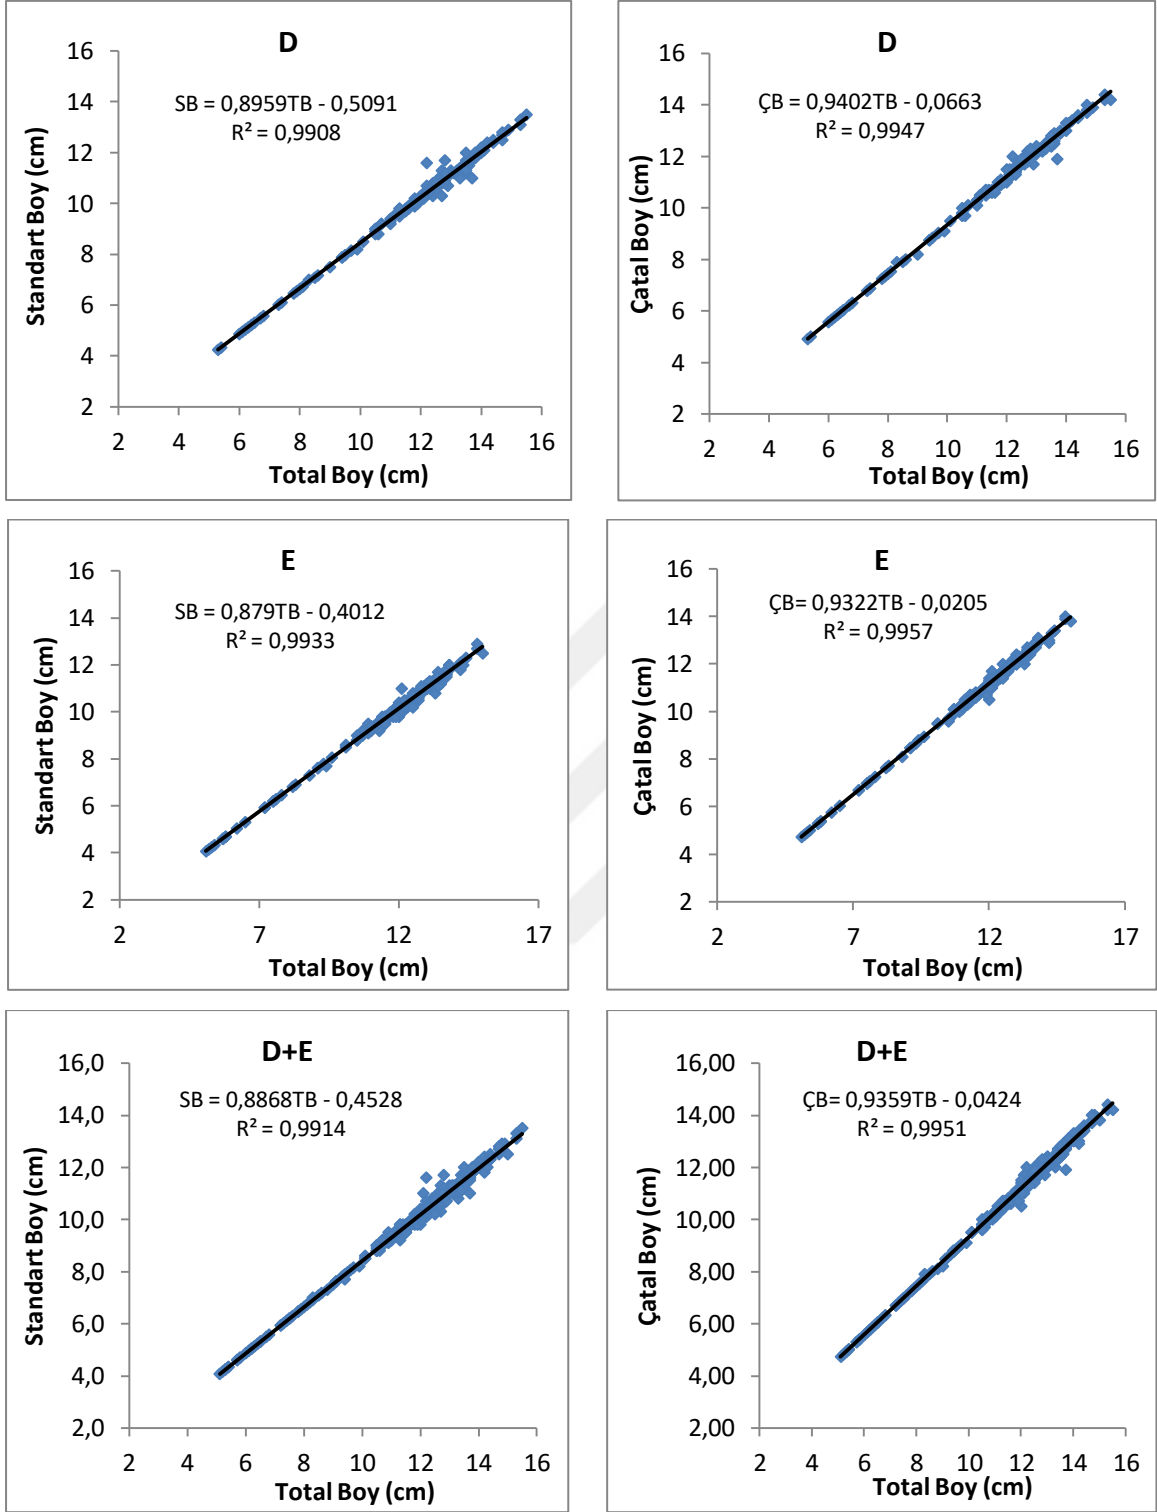 D
SB = 0,8959TB - 0,5091
R² = 0,9908
Standart Boy (cm)
16
14
12
10
8
6
4
2
2 4 6 8 10 12 14 16
Total Boy (cm)
D
ÇB = 0,9402TB - 0,0663
R² = 0,9947
Çatal Boy (cm)
16
14
12
10
8
6
4
2
2 4 6 8 10 12 14 16
Total Boy (cm)
E
SB = 0,879TB - 0,4012
R² = 0,9933
Standart Boy (cm)
16
14
12
10
8
6
4
2
2 7 12 17
Total Boy (cm)
E
ÇB= 0,9322TB - 0,0205
R² = 0,9957
Çatal Boy (cm)
16
14
12
10
8
6
4
2
2 7 12 17
Total Boy (cm)
D+E
SB = 0,8868TB - 0,4528
R² = 0,9914
Standart Boy (cm)
16,0
14,0
12,0
10,0
8,0
6,0
4,0
2,0
2 4 6 8 10 12 14 16
Total Boy (cm)
D+E
ÇB= 0,9359TB - 0,0424
R² = 0,9951
Çatal Boy (cm)
16,00
14,00
12,00
10,00
8,00
6,00
4,00
2,00
2 4 6 8 10 12 14 16
Total Boy (cm)